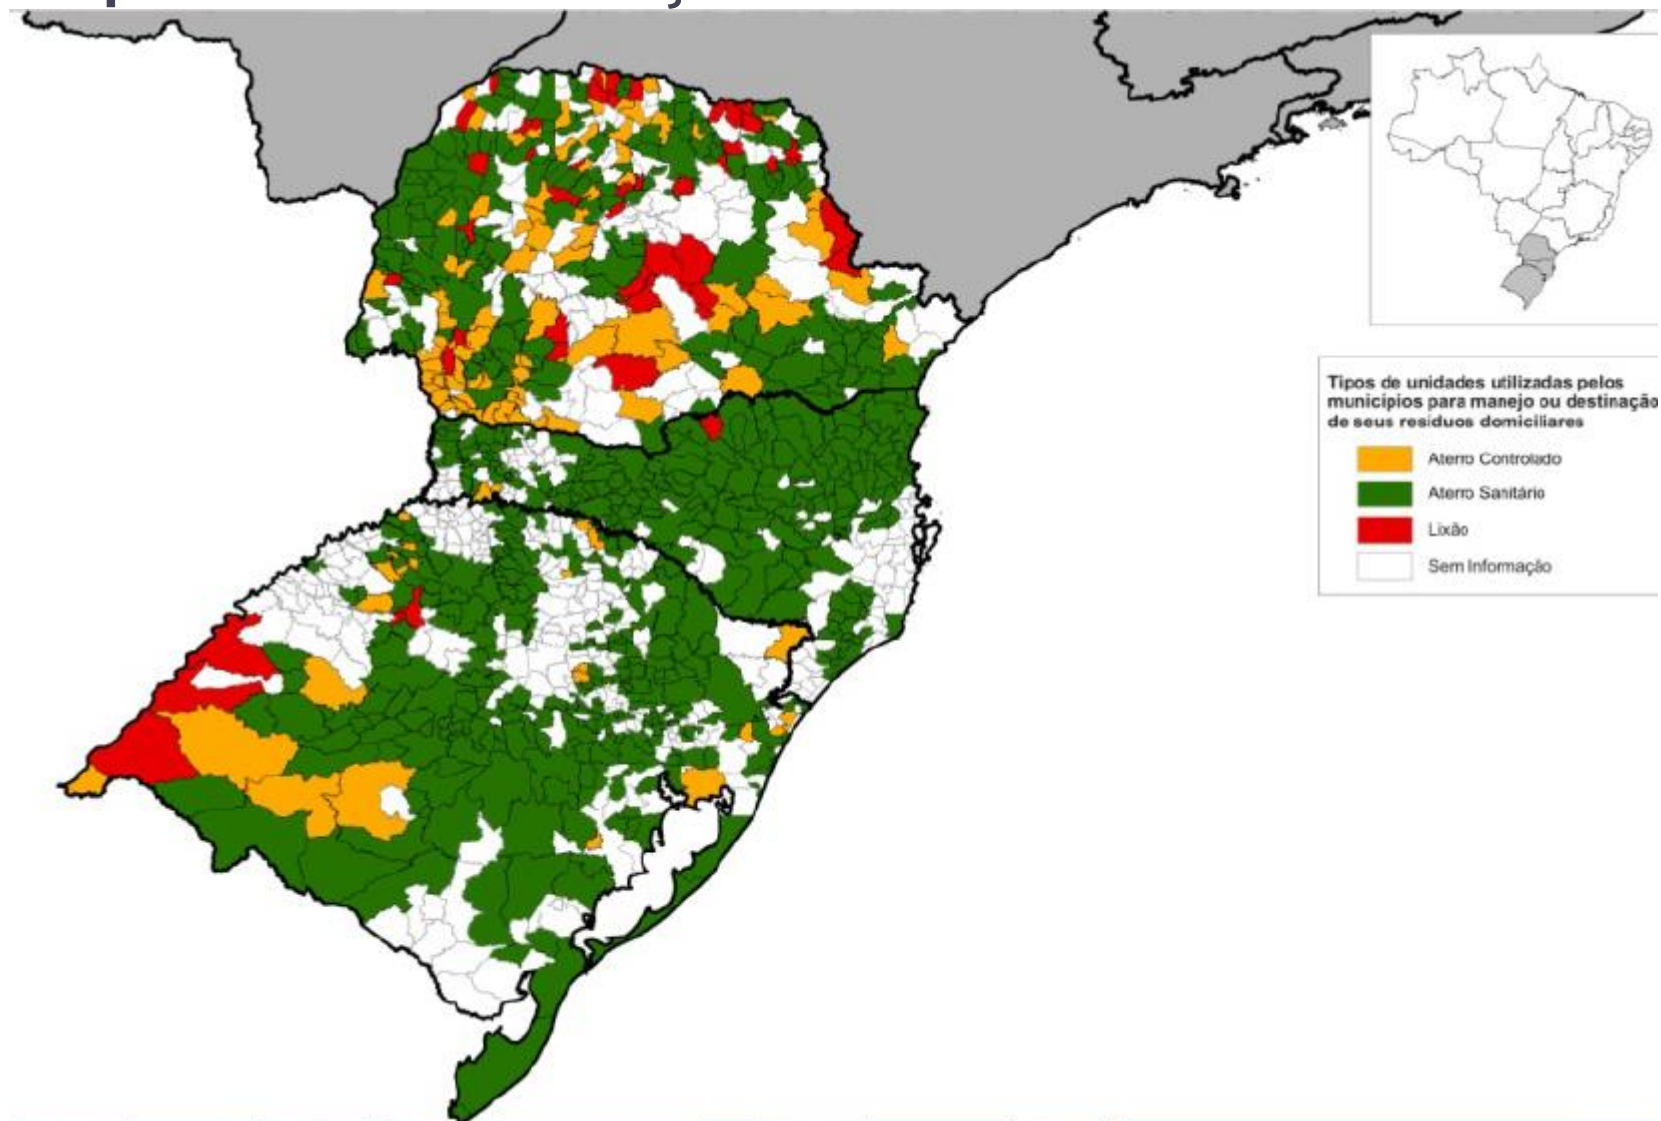 Tipos de unidades utilizadas pelos
municípios para manejo ou destinação
de seus resíduos domiciliares
Aterro Controlado
Aterro Sanitário
Lixão
Sem Informação